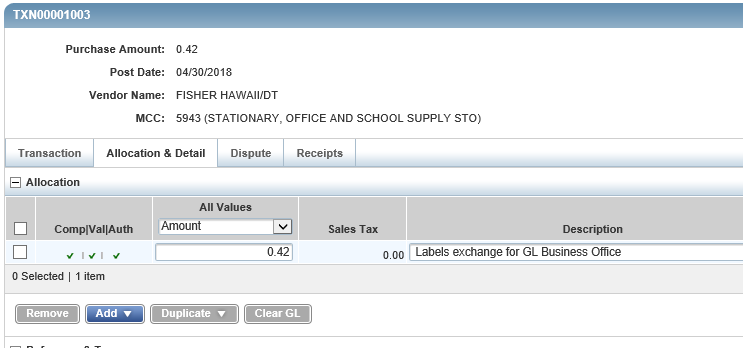 TXN00001003
Purchase Amount: 0.42
Post Date: 04/30/2018
Vendor Name: FISHER HAWAII/DT
MCC: 5943 (STATIONARY, OFFICE AND SCHOOL SUPPLY STO)
Transaction Allocation & Detail Dispute Receipts
Allocation
All Values
Comp|Val|Auth Amount Sales Tax Description
0.42 0.00 Labels exchange for GL Business Office
0 Selected | 1 item
Remove Add Duplicate Clear GL